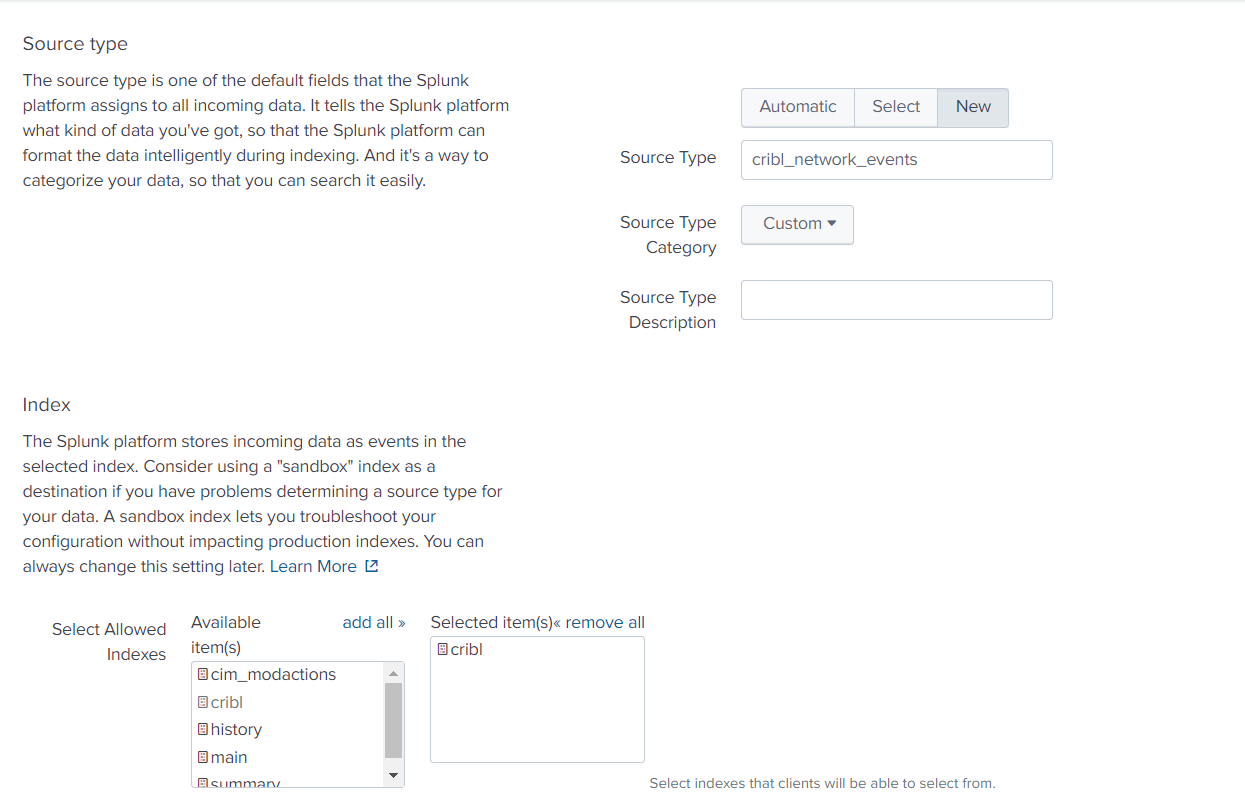 Source type
The source type is one of the default fields that the Splunk
platform assigns to all incoming data. It tells the Splunk platform
what kind of data you've got, so that the Splunk platform can
format the data intelligently during indexing. And it's a way to
categorize your data, so that you can search it easily.
Automatic Select New
Source Type cribl_network_events
Source Type
Category
Custom
Source Type
Description
Index
The Splunk platform stores incoming data as events in the
selected index. Consider using a "sandbox" index as a
destination if you have problems determining a source type for
your data. A sandbox index lets you troubleshoot your
configuration without impacting production indexes. You can
always change this setting later. Learn More
Select Allowed
Indexes
Available
item(s)
add all »
cim_modactions
cribl
history
main
summary
Selected item(s)« remove all
cribl
Select indexes that clients will be able to select from.